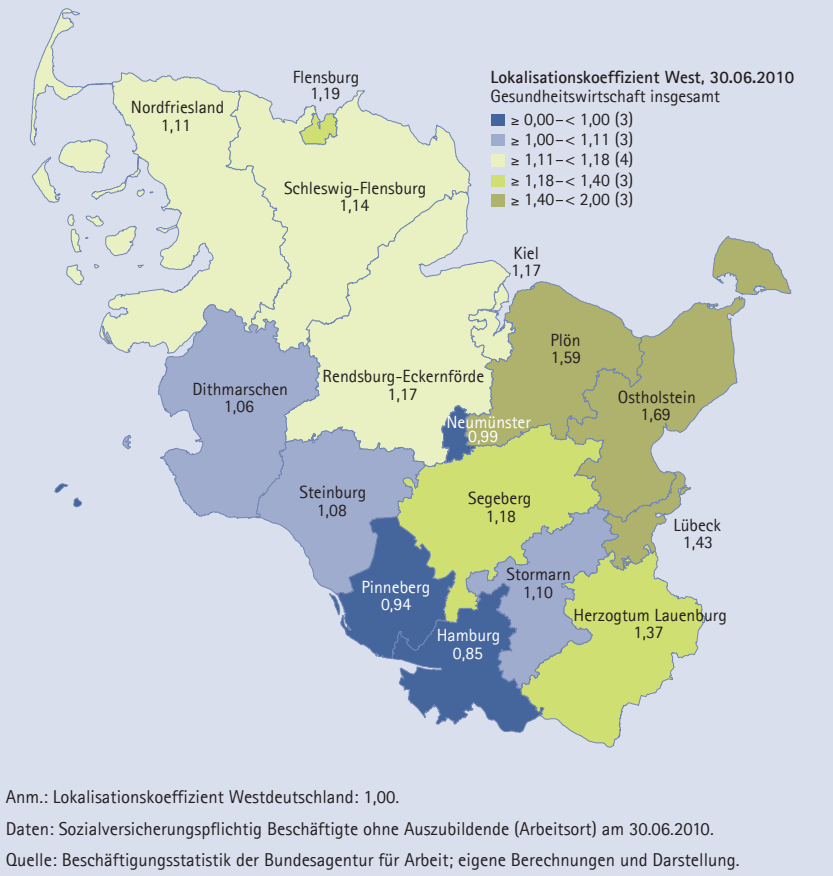 Lokalisationskoeffizient West, 30.06.2010
Gesundheitswirtschaft insgesamt
≥ 0,00–< 1,00 (3)
≥ 1,00–< 1,11 (3)
≥ 1,11–< 1,18 (4)
≥ 1,18–< 1,40 (3)
≥ 1,40–< 2,00 (3)
Flensburg
1,19
Nordfriesland
1,11
Schleswig-Flensburg
1,14
Kiel
1,17
Plön
1,59
Rendsburg-Eckernförde
1,17
Dithmarschen
1,06
Ostholstein
1,69
Neumünster
0,99
Steinburg
1,08
Segeberg
1,18
Lübeck
1,43
Stormarn
1,10
Pinneberg
0,94
Herzogtum Lauenburg
1,37
Hamburg
0,85
Anm.: Lokalisationskoeffizient Westdeutschland: 1,00.
Daten: Sozialversicherungspflichtig Beschäftigte ohne Auszubildende (Arbeitsort) am 30.06.2010.
Quelle: Beschäftigungsstatistik der Bundesagentur für Arbeit; eigene Berechnungen und Darstellung.